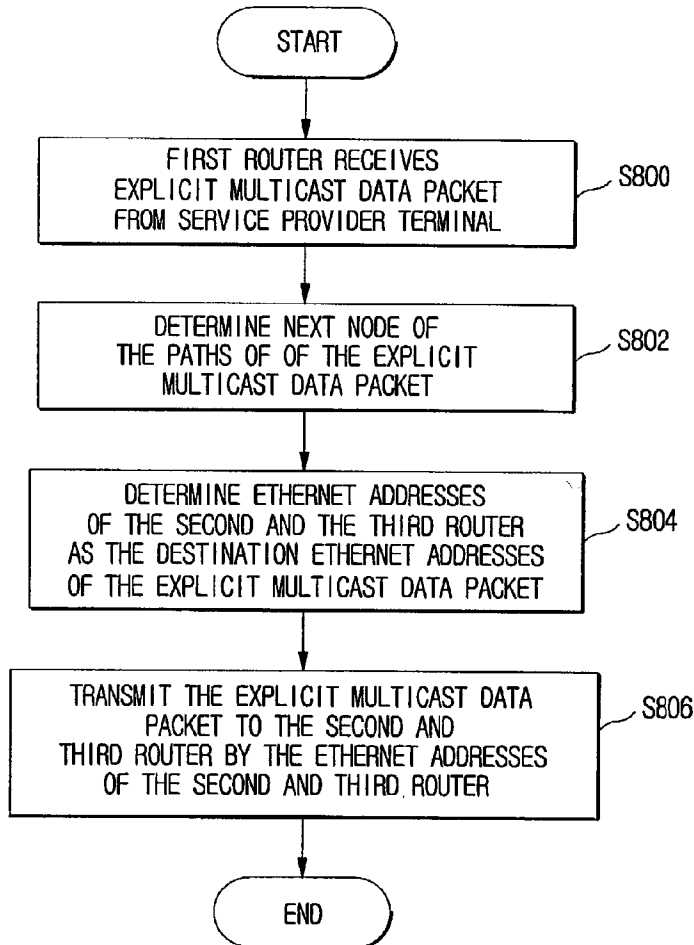 START
FIRST ROUTER RECEIVES
EXPLICIT MULTICAST DATA PACKET
FROM SERVICE PROVIDER TERMINAL
S800
DETERMINE NEXT NODE OF
THE PATHS OF OF THE EXPLICIT
MULTICAST DATA PACKET
S802
DETERMINE ETHERNET ADDRESSES
OF THE SECOND AND THE THIRD ROUTER
AS THE DESTINATION ETHERNET ADDRESSES
OF THE EXPLICIT MULTICAST DATA PACKET
S804
TRANSMIT THE EXPLICIT MULTICAST DATA
PACKET TO THE SECOND AND
THIRD ROUTER BY THE ETHERNET ADDRESSES
OF THE SECOND AND THIRD ROUTER
S806
END